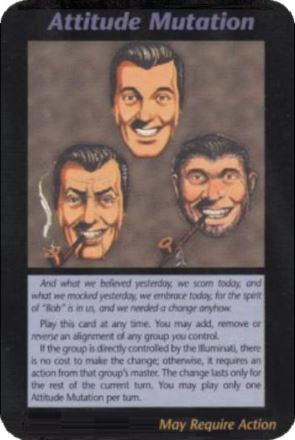 Attitude Mutation
And what we believed yesterday, we scorn today, and
what we mocked yesterday, we embrace today, for the spirit
of "Bob" is in us, and we needed a change anyhow.
Play this card at any time. You may add, remove or
reverse an alignment of any group you control.
If the group is directly controlled by the Illuminati, there
is no cost to make the change; otherwise, it requires an
action from that group's master. The change lasts only for
the rest of the current turn. You may play only one
Attitude Mutation per turn.
May Require Action